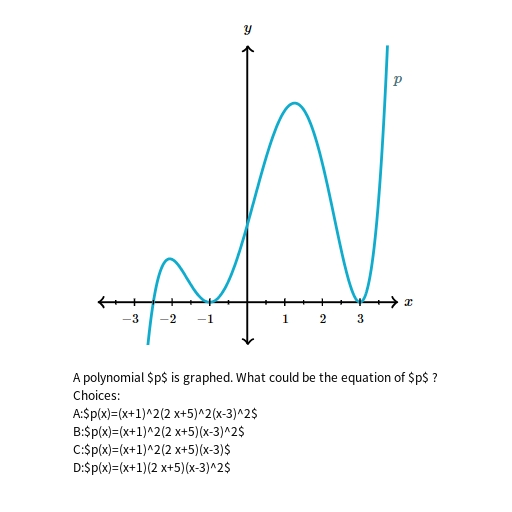 y
p
x
−3 −2 −1 1 2 3
A polynomial $p$ is graphed. What could be the equation of $p$ ?
Choices:
A:$p(x)=(x+1)^2(2 x+5)^2(x-3)^2$
B:$p(x)=(x+1)^2(2 x+5)(x-3)^2$
C:$p(x)=(x+1)^2(2 x+5)(x-3)$
D:$p(x)=(x+1)(2 x+5)(x-3)^2$